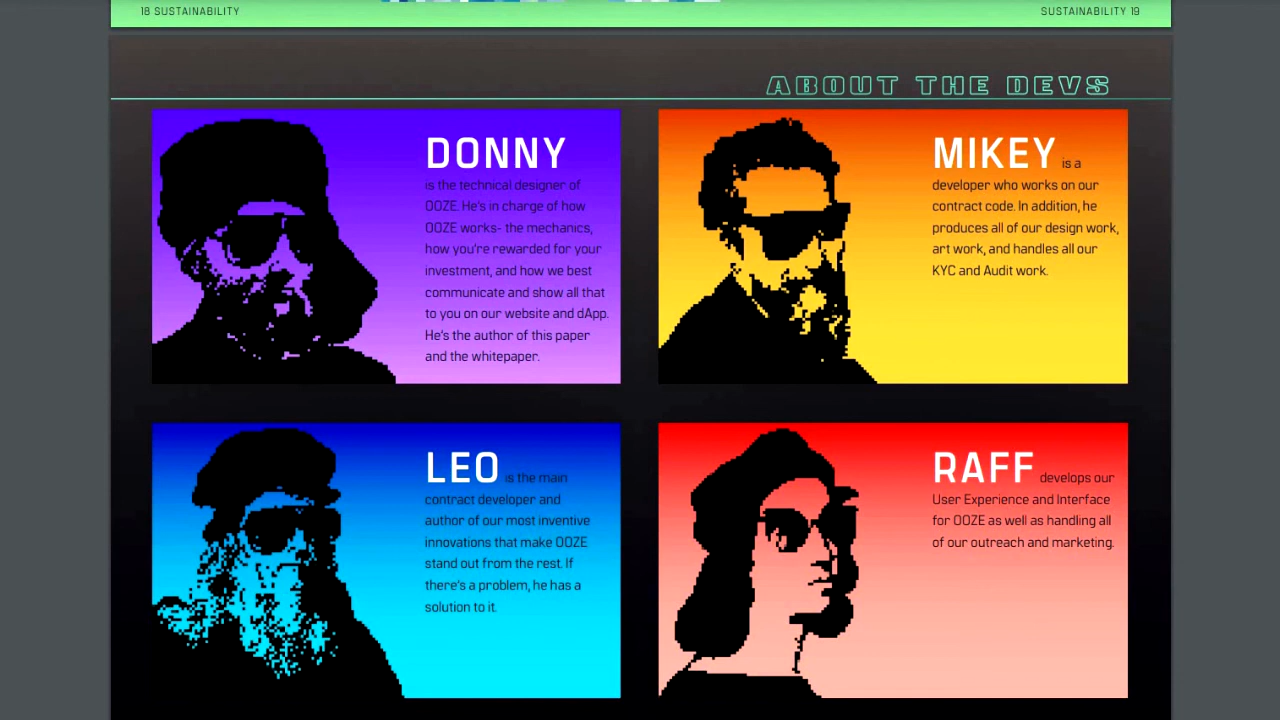 18 SUSTAINABILITY
SUSTAINABILITY 19
ABOUT THE DEVS
DONNY
is the technical designer of
OOZE. He's in charge of how
OOZE works- the mechanics,
how you're rewarded for your
investment, and how we best
communicate and show all that
to you on our website and dApp.
He's the author of this paper
and the whitepaper.
MIKEY is a
developer who works on our
contract code. In addition, he
produces all of our design work,
art work, and handles all our
KYC and Audit work.
LEO is the main
contract developer and
author of our most inventive
innovations that make OOZE
stand out from the rest. If
there's a problem, he has a
solution to it.
RAFF develops our
User Experience and Interface
for OOZE as well as handling all
of our outreach and marketing.